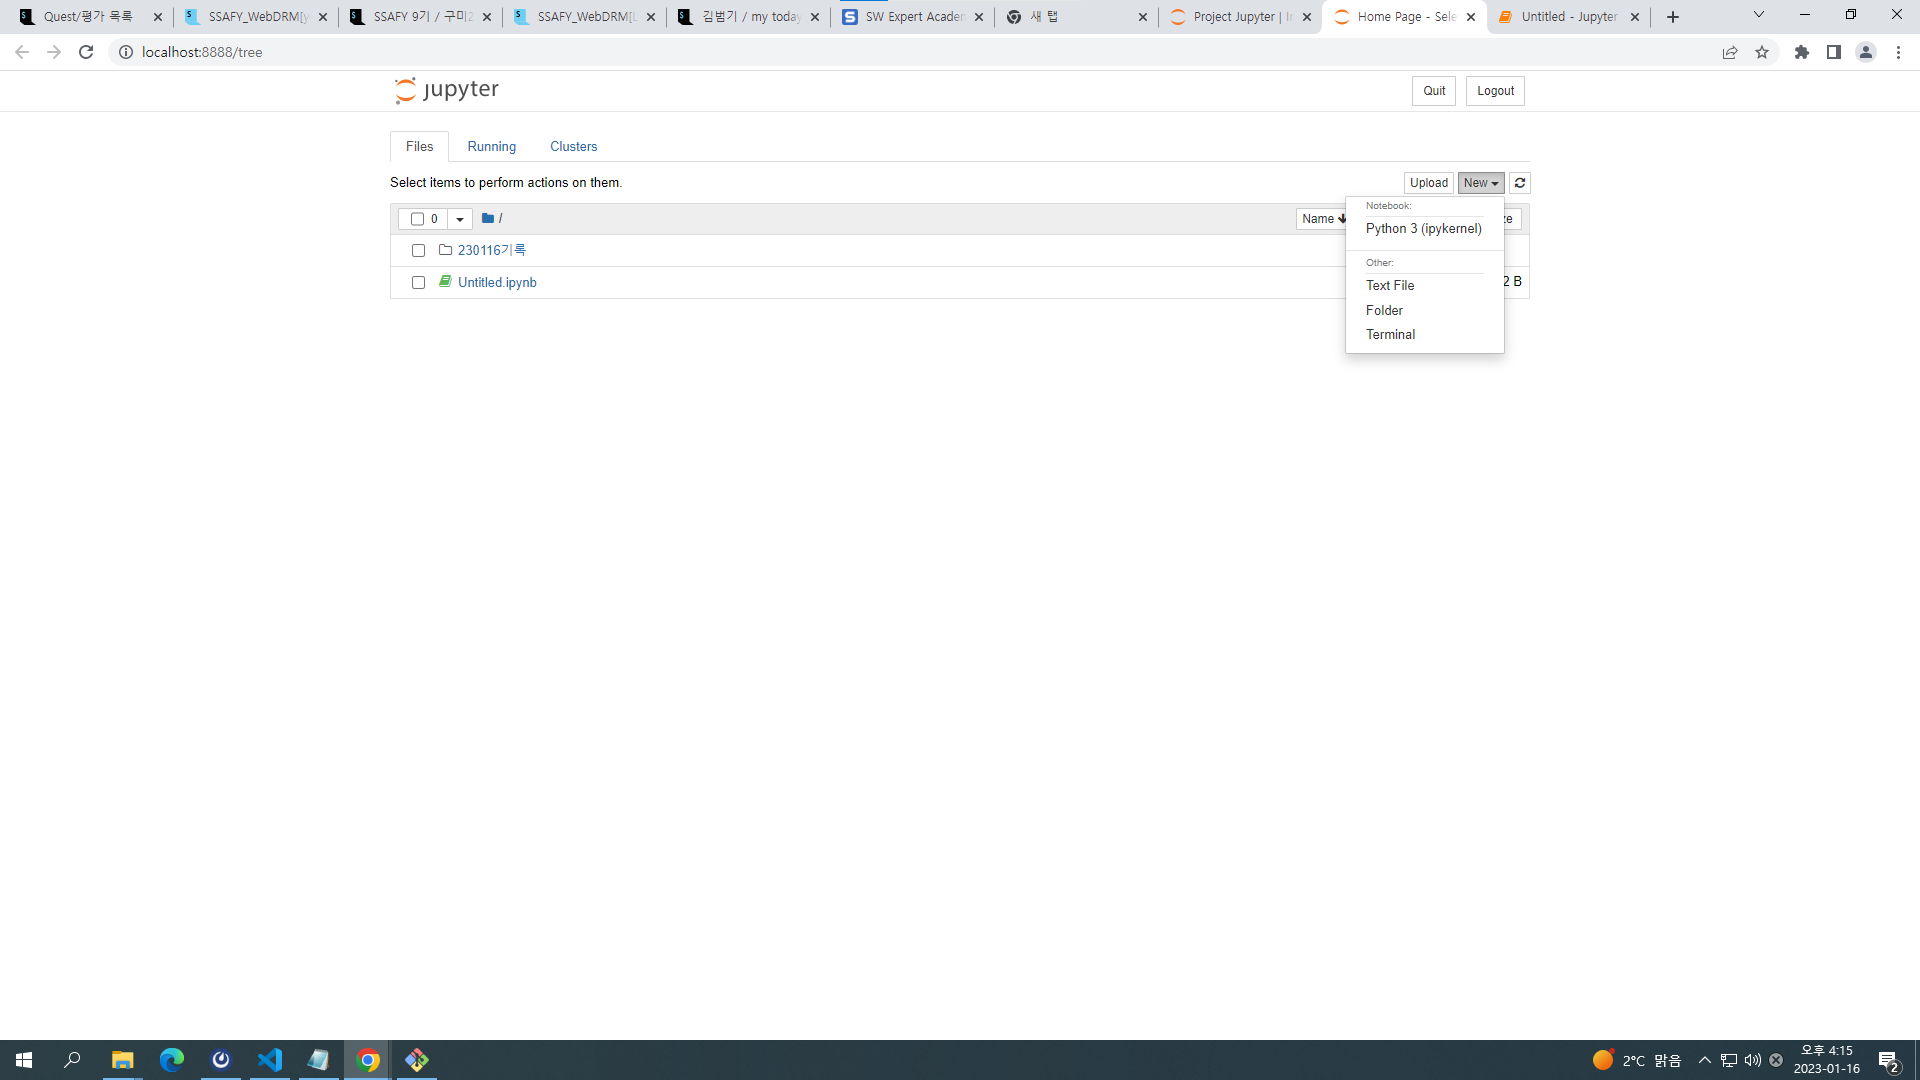 Quest/평가 목록
SSAFY_WebDRM[y
SSAFY 9기 / 구미2
SSAFY_WebDRM[L
김범기 / my today
SW Expert Academ
새 탭
Project Jupyter | In
Home Page - Sele
Untitled - Jupyter
localhost:8888/tree
jupyter
Quit
Logout
Files
Running
Clusters
Select items to perform actions on them.
Upload
New
0
/
Name
ze
230116기록
Untitled.ipynb
2 B
Notebook:
Python 3 (ipykernel)
Other:
Text File
Folder
Terminal
2°C 맑음
오후 4:15
2023-01-16
2